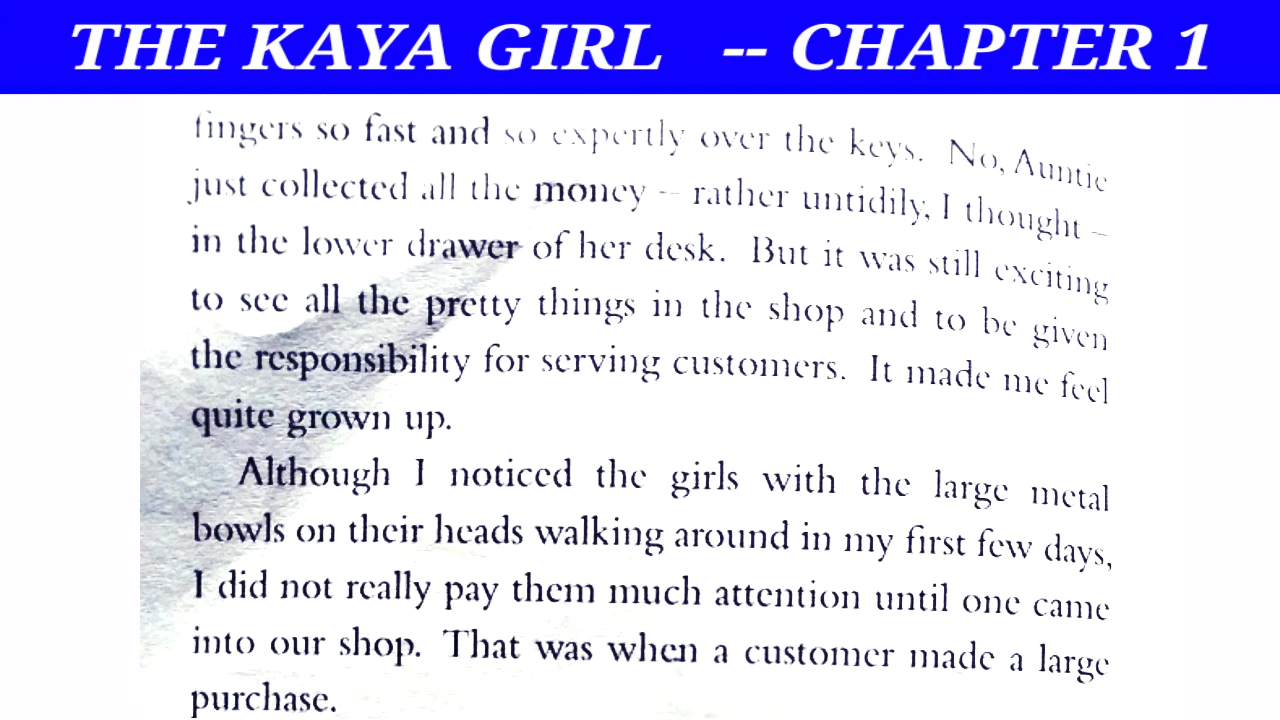 THE KAYA GIRL -- CHAPTER 1
fingers so fast and so expertly over the keys. No, Auntie
just collected all the money – rather untidily, I thought –
in the lower drawer of her desk. But it was still exciting
to see all the pretty things in the shop and to be given
the responsibility for serving customers. It made me feel
quite grown up.
Although I noticed the girls with the large metal
bowls on their heads walking around in my first few days,
I did not really pay them much attention until one came
into our shop. That was when a customer made a large
purchase.